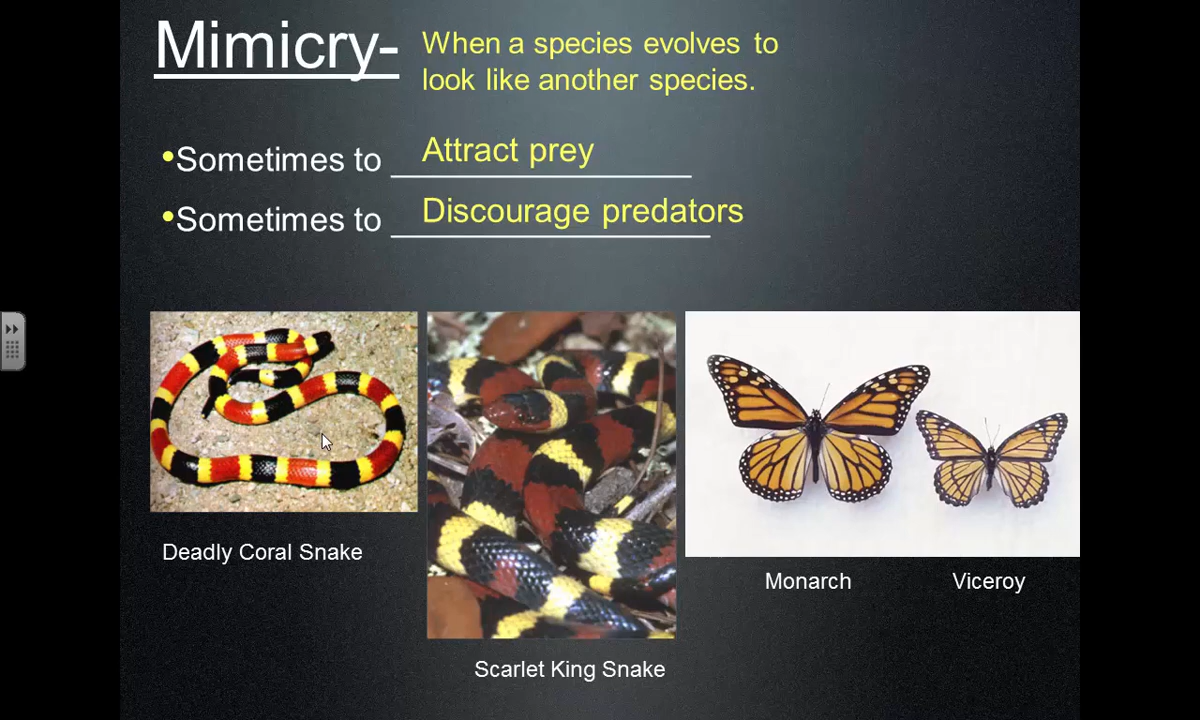 Mimicry-
When a species evolves to
look like another species.
•Sometimes to Attract prey
•Sometimes to Discourage predators
Deadly Coral Snake
Scarlet King Snake
Monarch
Viceroy